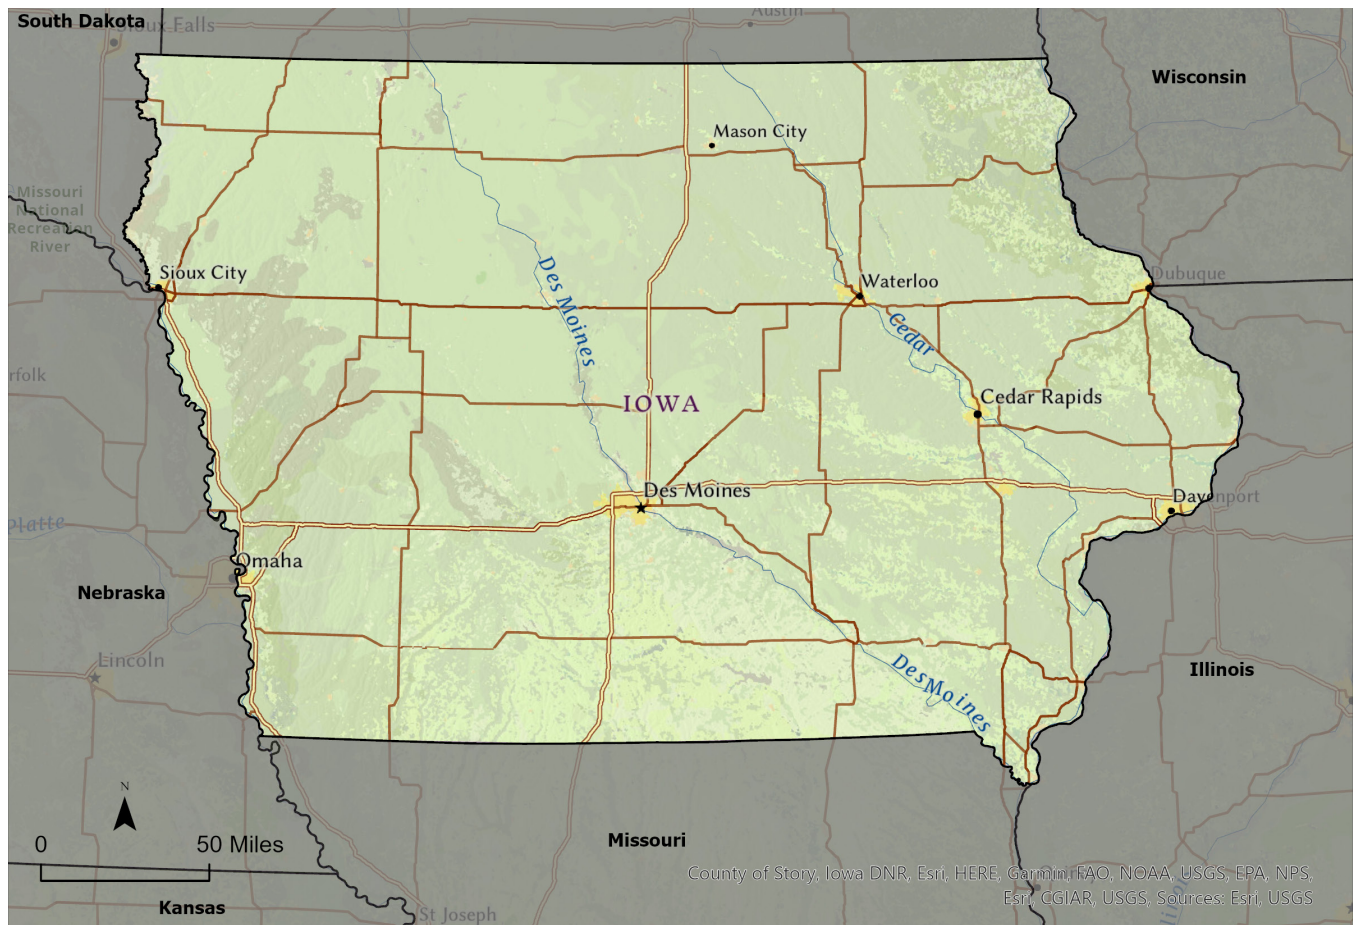 South Dakota
Sioux Falls
Austin
Wisconsin
Mason City
Missouri
National
Recreation
River
Sioux City
Dubuque
Waterloo
Des Moines
Cedar
rfolk
IOWA
Cedar Rapids
Des Moines
Davenport
Platte
Omaha
Nebraska
Lincoln
Des Moines
Illinois
N
0 50 Miles
Missouri
County of Story, Iowa DNR, Esri, HERE, Garmin, FAO, NOAA, USGS, EPA, NPS,
Esri, CGIAR, USGS, Sources: Esri, USGS
Kansas
St Joseph